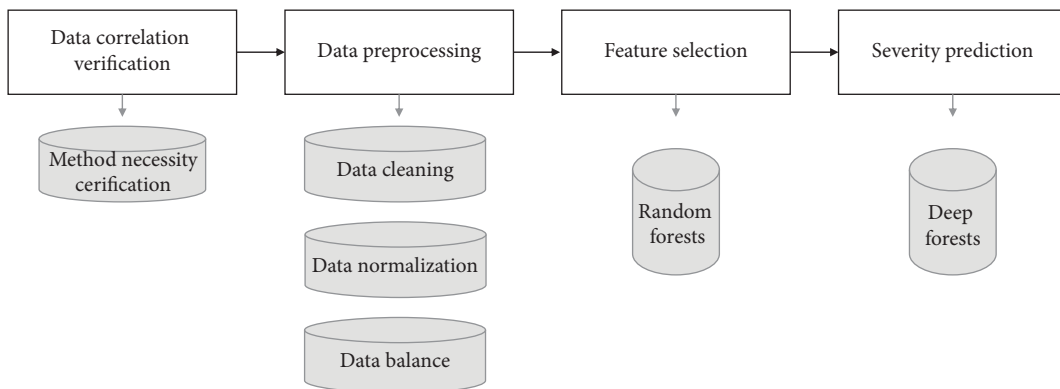 Data correlation
verification
Data preprocessing
Feature selection
Severity prediction
Method necessity
cerification
Data cleaning
Data normalization
Data balance
Random
forests
Deep
forests